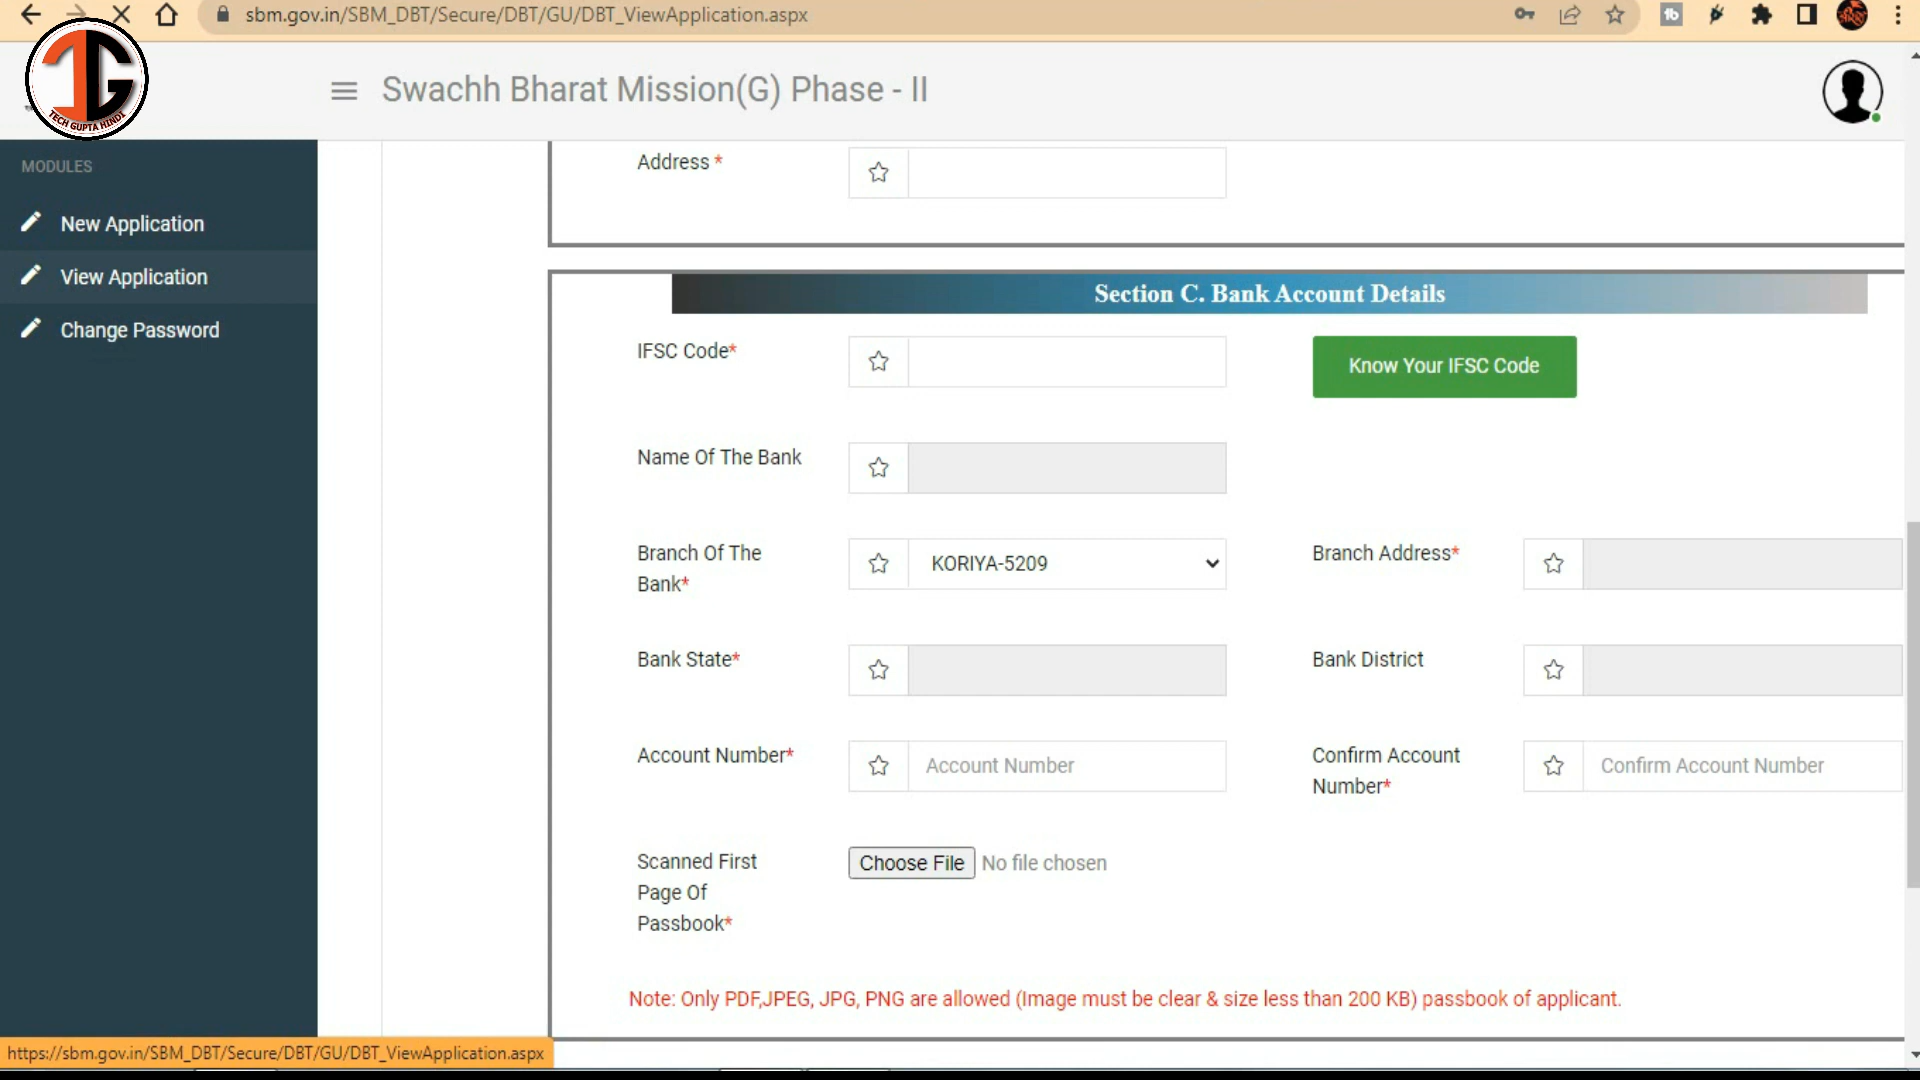 sbm.gov.in/SBM_DBT/Secure/DBT/GU/DBT_ViewApplication.aspx
TECH GUPTA HINDI
Swachh Bharat Mission(G) Phase - II
MODULES
New Application
View Application
Change Password
Address *
Section C. Bank Account Details
IFSC Code*
Know Your IFSC Code
Name Of The Bank
Branch Of The
Bank*
KORIYA-5209
Branch Address*
Bank State*
Bank District
Account Number*
Account Number
Confirm Account
Number*
Confirm Account Number
Scanned First
Page Of
Passbook*
Choose File No file chosen
Note: Only PDF,JPEG, JPG, PNG are allowed (Image must be clear & size less than 200 KB) passbook of applicant.
https://sbm.gov.in/SBM_DBT/Secure/DBT/GU/DBT_ViewApplication.aspx